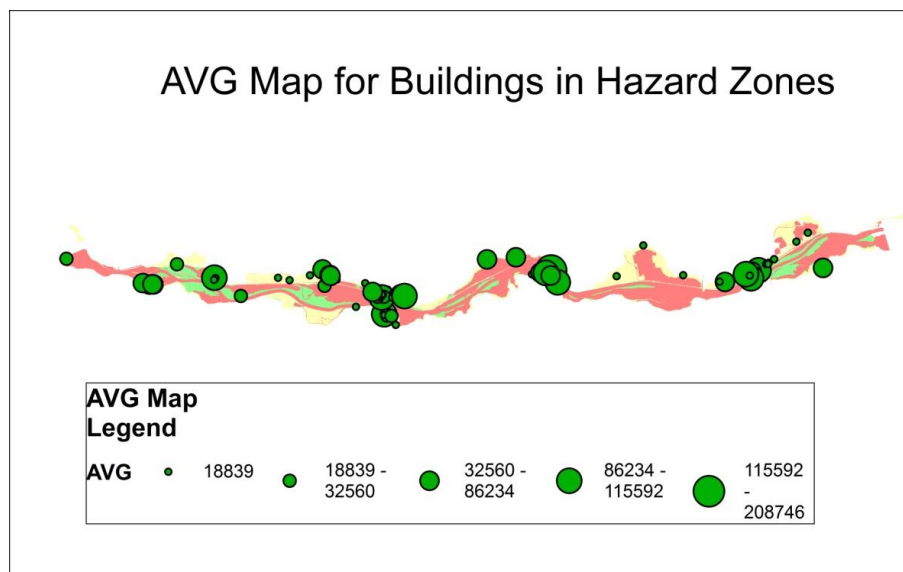 AVG Map for Buildings in Hazard Zones
AVG Map
Legend
AVG
18839
18839 -
32560
32560 -
86234
86234 -
115592
115592
-
208746